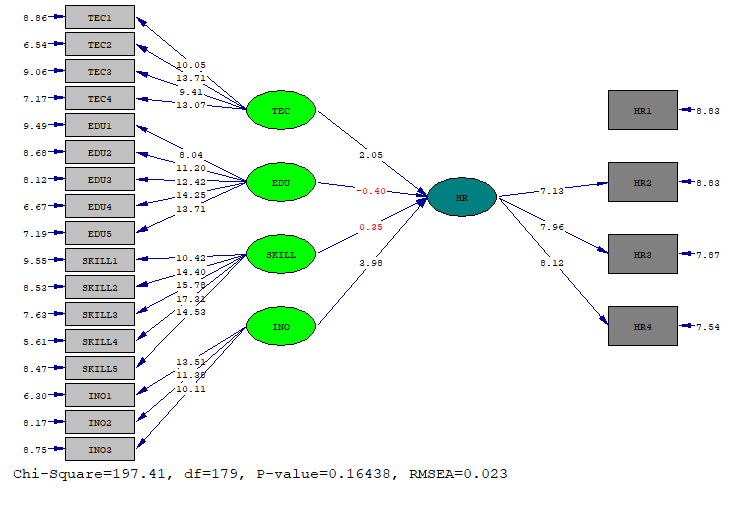 8.86 TEC1
6.54 TEC2
9.06 TEC3
7.17 TEC4
9.49 EDU1
8.68 EDU2
8.12 EDU3
6.67 EDU4
7.19 EDU5
9.55 SKILL1
8.53 SKILL2
7.63 SKILL3
5.61 SKILL4
8.47 SKILL5
6.30 INO1
8.17 INO2
8.75 INO3
10.05
13.71
9.41
13.07
8.04
11.20
12.42
14.25
13.71
10.42
14.40
15.78
17.31
14.53
13.51
11.38
10.11
TEC
EDU
SKILL
INO
2.05
-0.40
0.35
3.98
HR
7.13
7.96
8.12
HR1 8.83
HR2 8.83
HR3 7.87
HR4 7.54
Chi-Square=197.41, df=179, P-value=0.16438, RMSEA=0.023